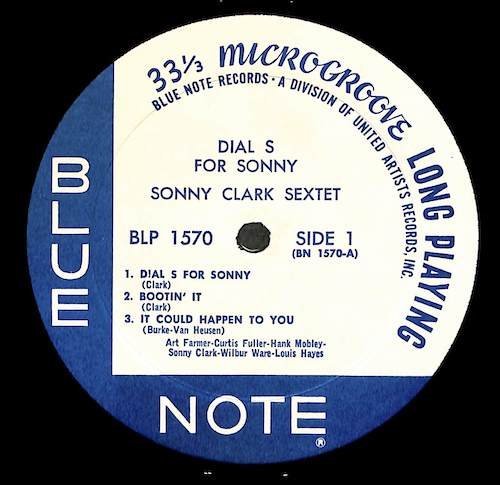 33⅓ MICROGROOVE LONG PLAYING
BLUE NOTE RECORDS · A DIVISION OF UNITED ARTISTS RECORDS, INC.
DIAL S
FOR SONNY
SONNY CLARK SEXTET
BLP 1570
SIDE 1
(BN 1570-A)
1. DIAL S FOR SONNY
(Clark)
2. BOOTIN' IT
(Clark)
3. IT COULD HAPPEN TO YOU
(Burke-Van Heusen)
Art Farmer-Curtis Fuller-Hank Mobley-
Sonny Clark-Wilbur Ware-Louis Hayes
BLUE
NOTE®